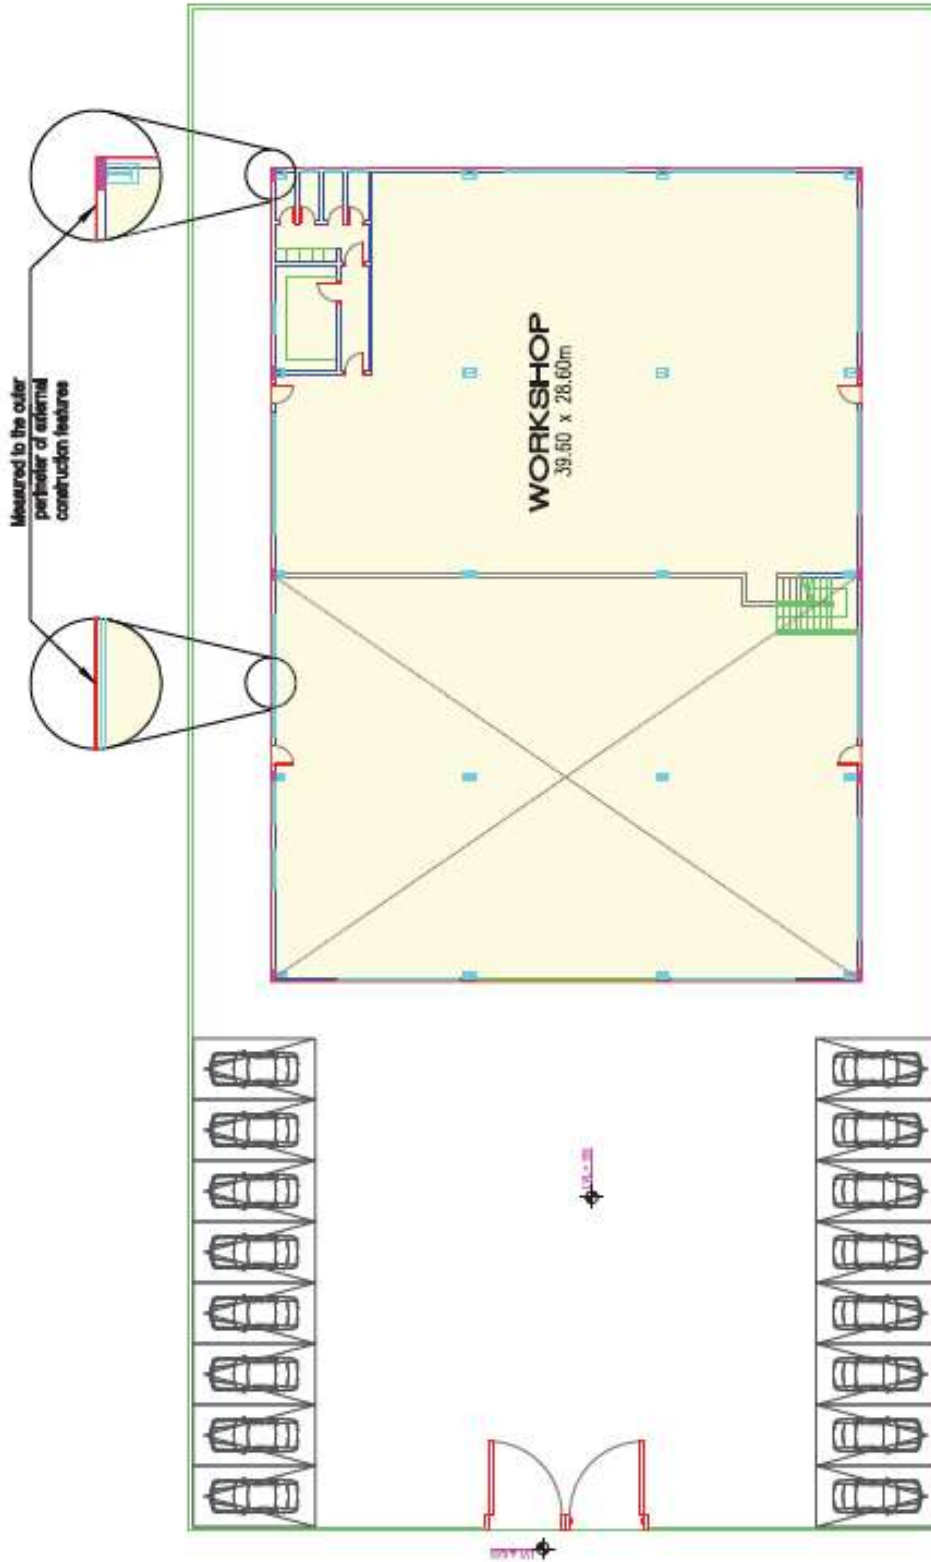 Measured to the outer
perimeter of external
construction features
WORKSHOP
39.60 x 28.60m